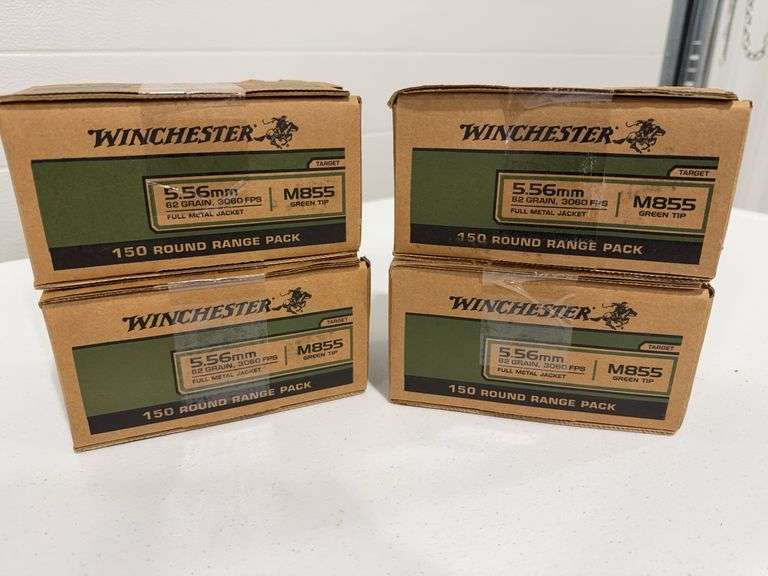 WINCHESTER
TARGET
5.56mm
62 GRAIN, 3060 FPS
FULL METAL JACKET
M855
GREEN TIP
150 ROUND RANGE PACK
WINCHESTER
TARGET
5.56mm
62 GRAIN, 3060 FPS
FULL METAL JACKET
M855
GREEN TIP
150 ROUND RANGE PACK
WINCHESTER
TARGET
5.56mm
62 GRAIN, 3060 FPS
FULL METAL JACKET
M855
GREEN TIP
150 ROUND RANGE PACK
WINCHESTER
TARGET
5.56mm
62 GRAIN, 3060 FPS
FULL METAL JACKET
M855
GREEN TIP
150 ROUND RANGE PACK